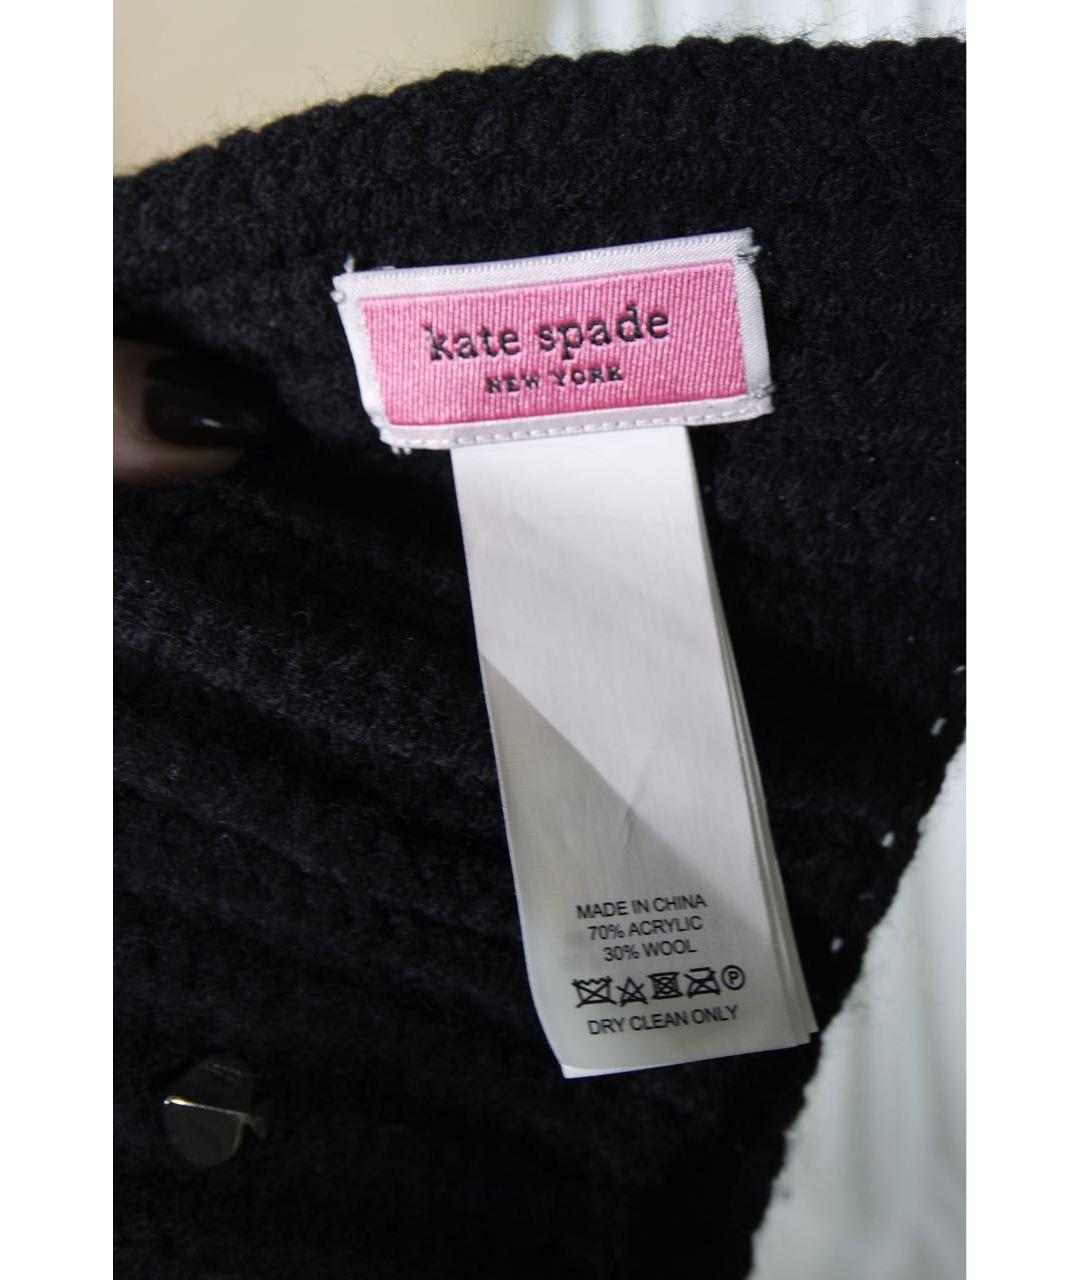 kate spade
NEW YORK
MADE IN CHINA
70% ACRYLIC
30% WOOL
P
DRY CLEAN ONLY